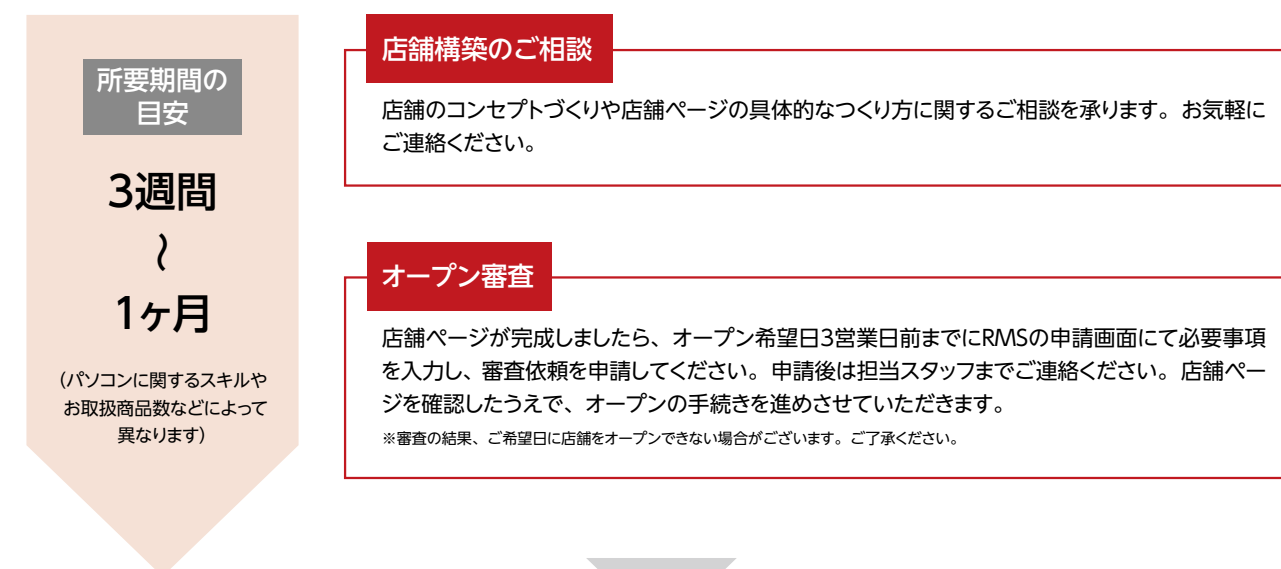 所要期間の
目安
3週間
〜
1ヶ月
(パソコンに関するスキルや
お取扱商品数などによって
異なります)
店舗構築のご相談
店舗のコンセプトづくりや店舗ページの具体的なつくり方に関するご相談を承ります。お気軽に
ご連絡ください。
オープン審査
店舗ページが完成しましたら、オープン希望日3営業日前までにRMSの申請画面にて必要事項
を入力し、審査依頼を申請してください。申請後は担当スタッフまでご連絡ください。店舗ペー
ジを確認したうえで、オープンの手続きを進めさせていただきます。
※審査の結果、ご希望日に店舗をオープンできない場合がございます。ご了承ください。